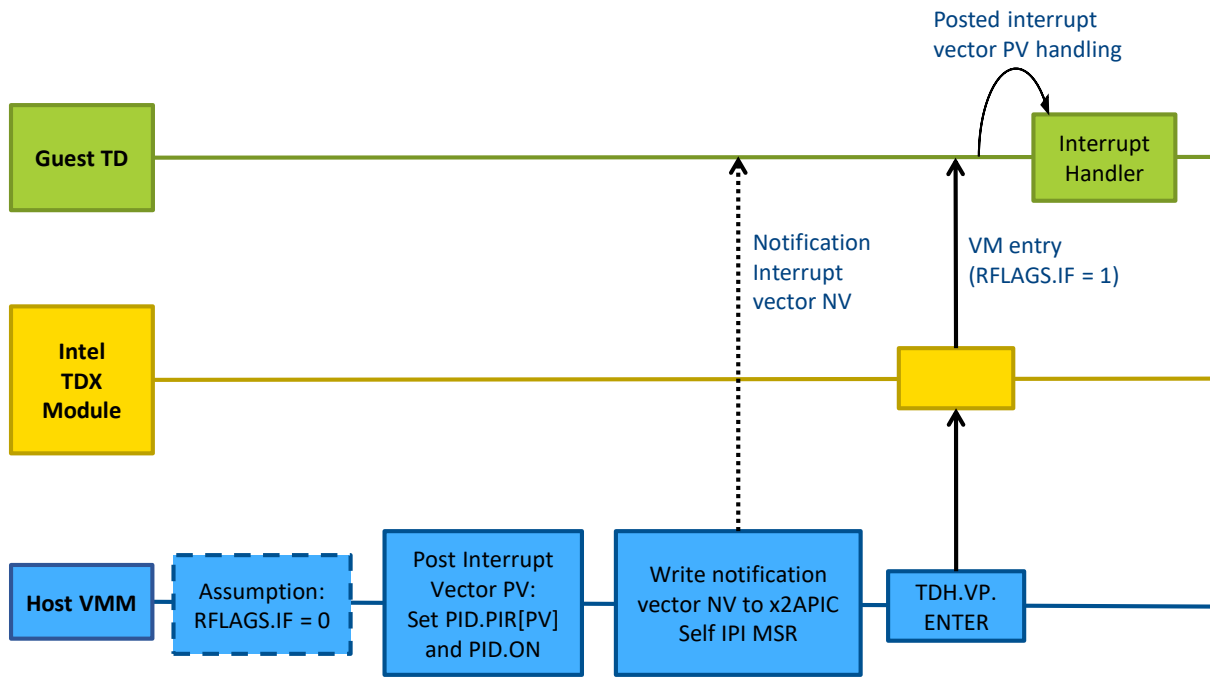 Posted interrupt
vector PV handling
Guest TD
Interrupt
Handler
Notification
Interrupt
vector NV
VM entry
(RFLAGS.IF = 1)
Intel
TDX
Module
Host VMM
Assumption:
RFLAGS.IF = 0
Post Interrupt
Vector PV:
Set PID.PIR[PV]
and PID.ON
Write notification
vector NV to x2APIC
Self IPI MSR
TDH.VP.
ENTER